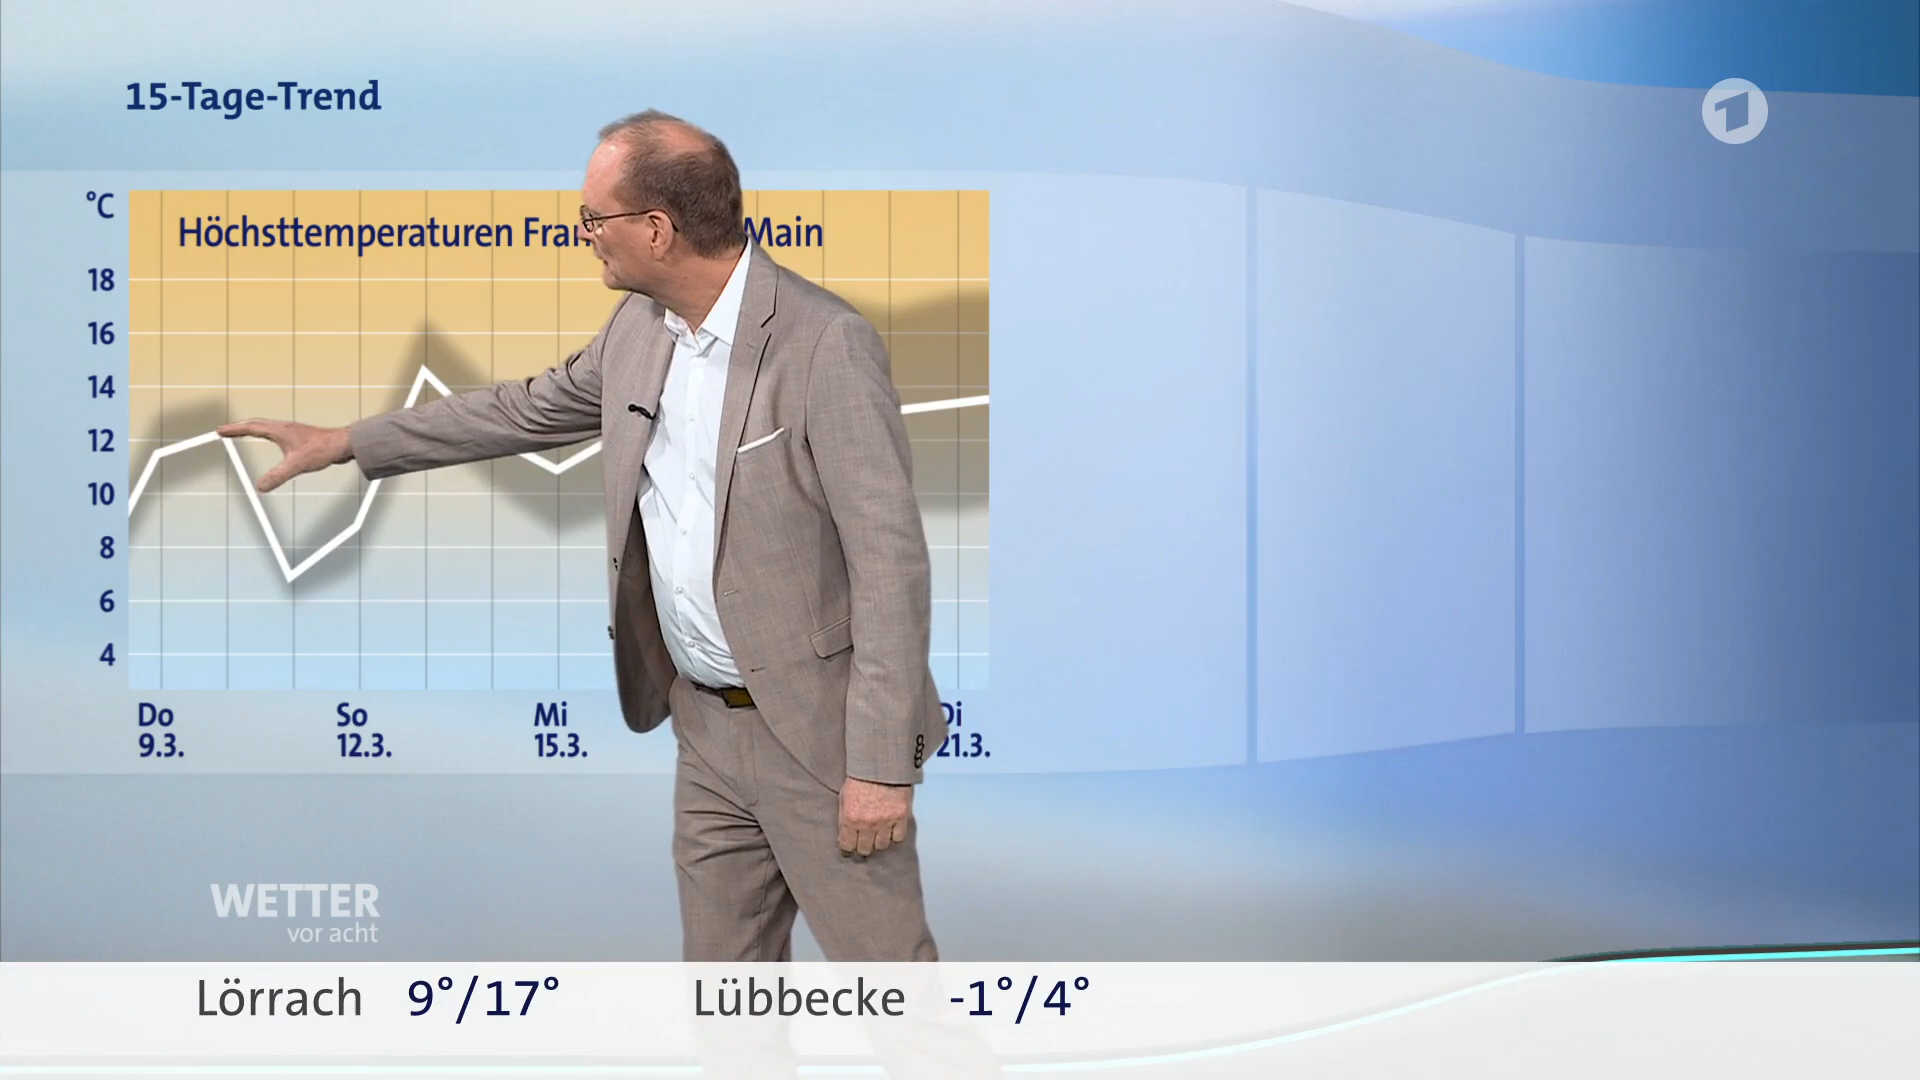 15-Tage-Trend
°C
Höchsttemperaturen Main
18
16
14
12
10
8
6
4
Do So Mi Di
9.3. 12.3. 15.3. 21.3.
WETTER
vor acht
Lörrach 9°/17° Lübbecke -1°/4°
1